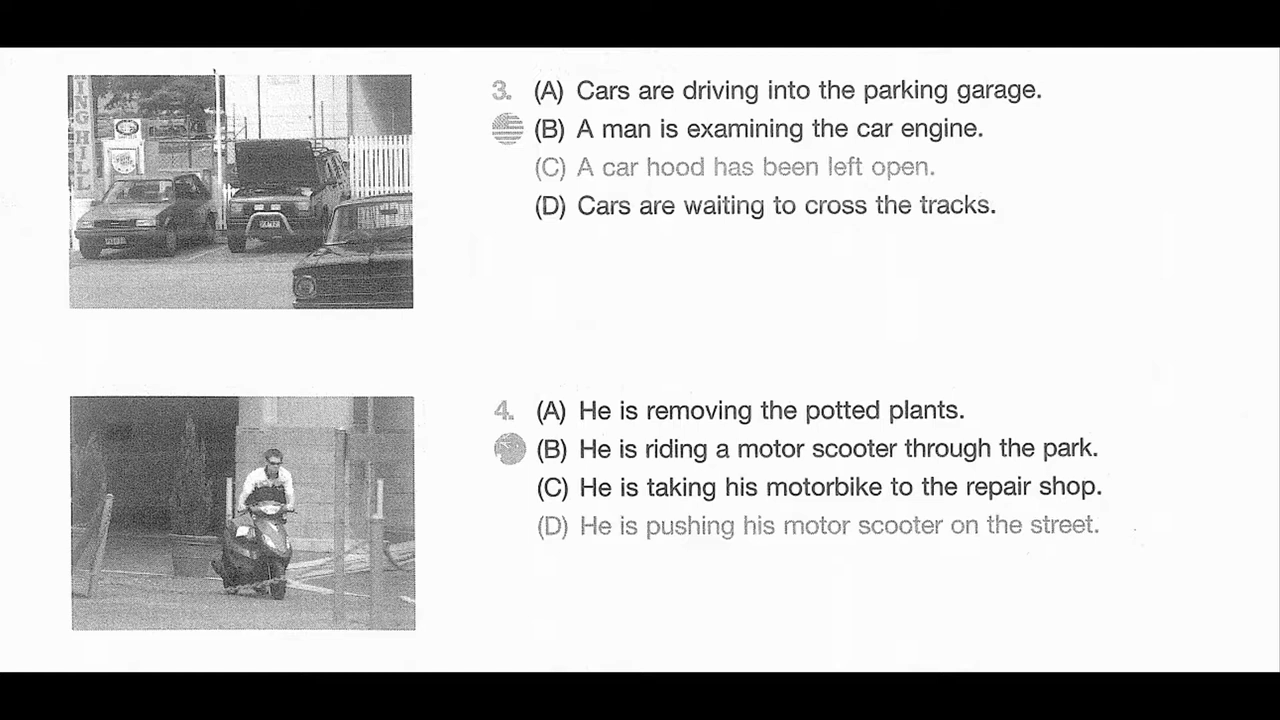 ING HILL
3. (A) Cars are driving into the parking garage.
(B) A man is examining the car engine.
(C) A car hood has been left open.
(D) Cars are waiting to cross the tracks.
4. (A) He is removing the potted plants.
(B) He is riding a motor scooter through the park.
(C) He is taking his motorbike to the repair shop.
(D) He is pushing his motor scooter on the street.